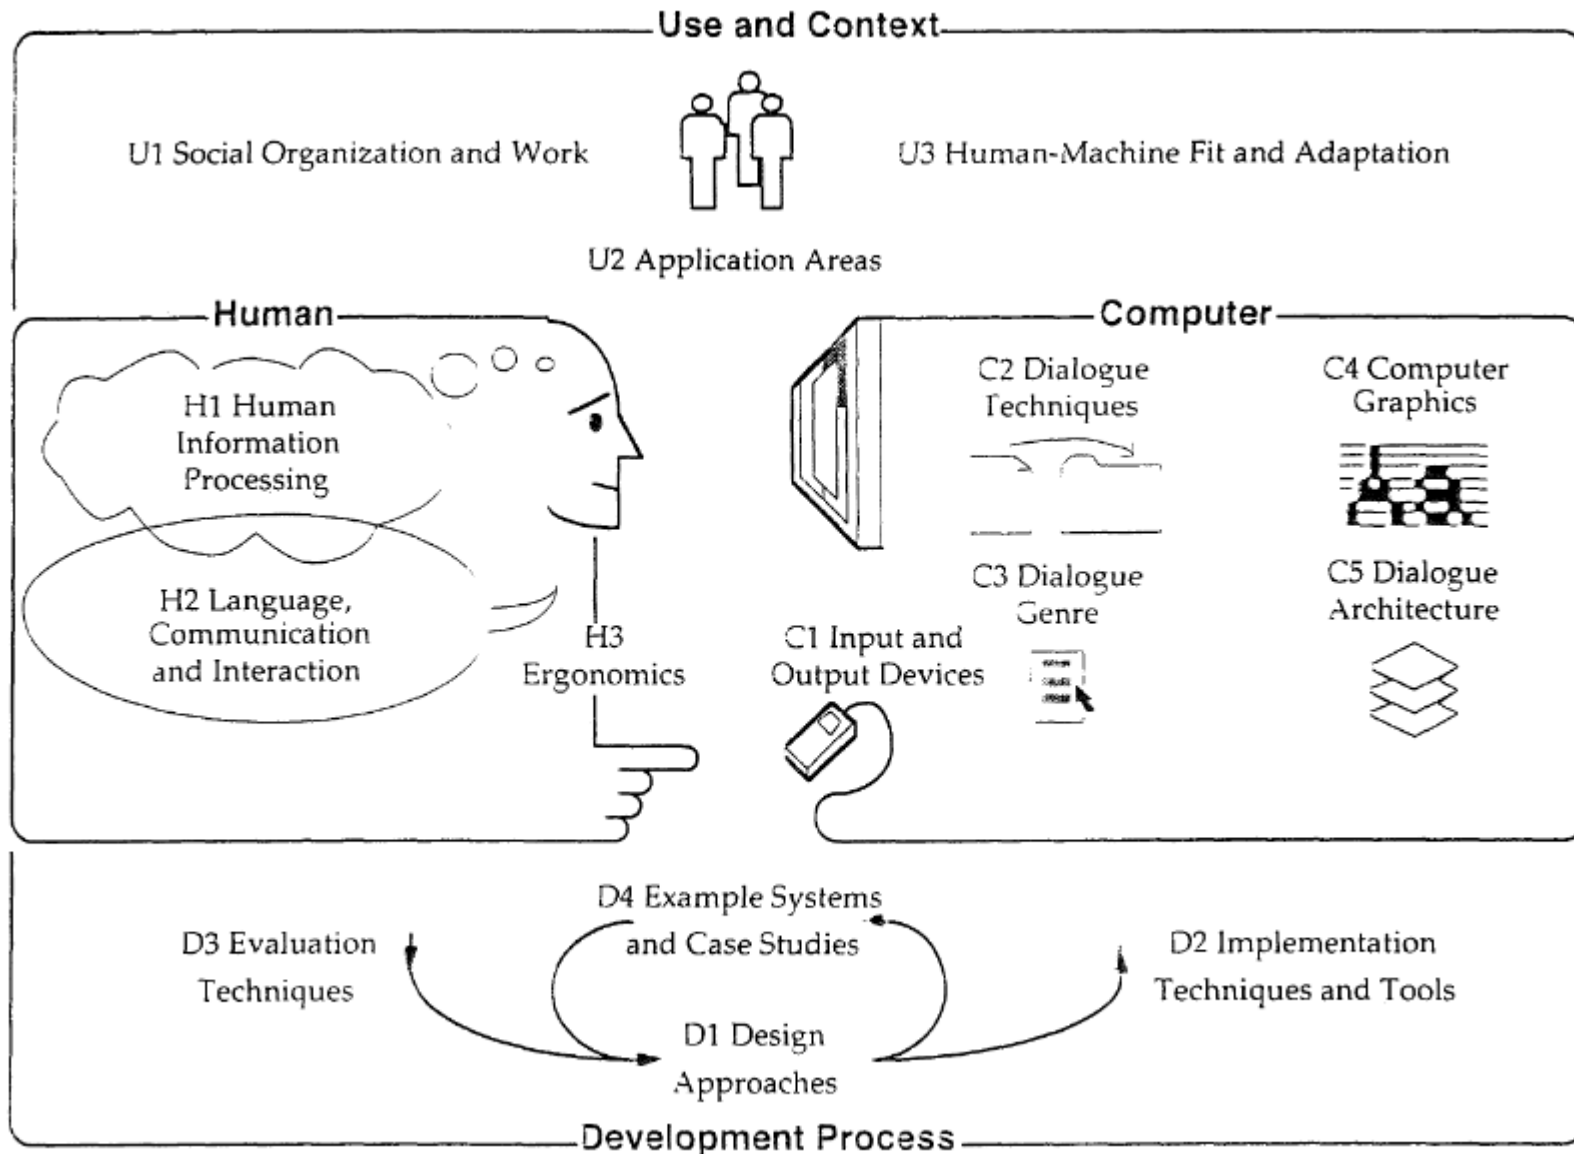 Use and Context
U1 Social Organization and Work
U3 Human-Machine Fit and Adaptation
U2 Application Areas
Human
H1 Human
Information
Processing
H2 Language,
Communication
and Interaction
H3
Ergonomics
Computer
C1 Input and
Output Devices
C2 Dialogue
Techniques
C3 Dialogue
Genre
C4 Computer
Graphics
C5 Dialogue
Architecture
D3 Evaluation
Techniques
D4 Example Systems
and Case Studies
D1 Design
Approaches
D2 Implementation
Techniques and Tools
Development Process